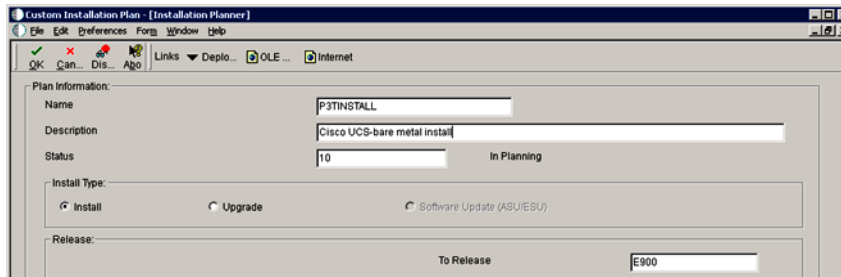 Custom Installation Plan - [Installation Planner]
File Edit Preferences Form Window Help
OK Can... Dis... Abo Links Deplo... OLE ... Internet
Plan Information:
Name P3TINSTALL
Description Cisco UCS-bare metal install
Status 10 In Planning
Install Type:
Install Upgrade Software Update (ASU/ESU)
Release:
To Release E900